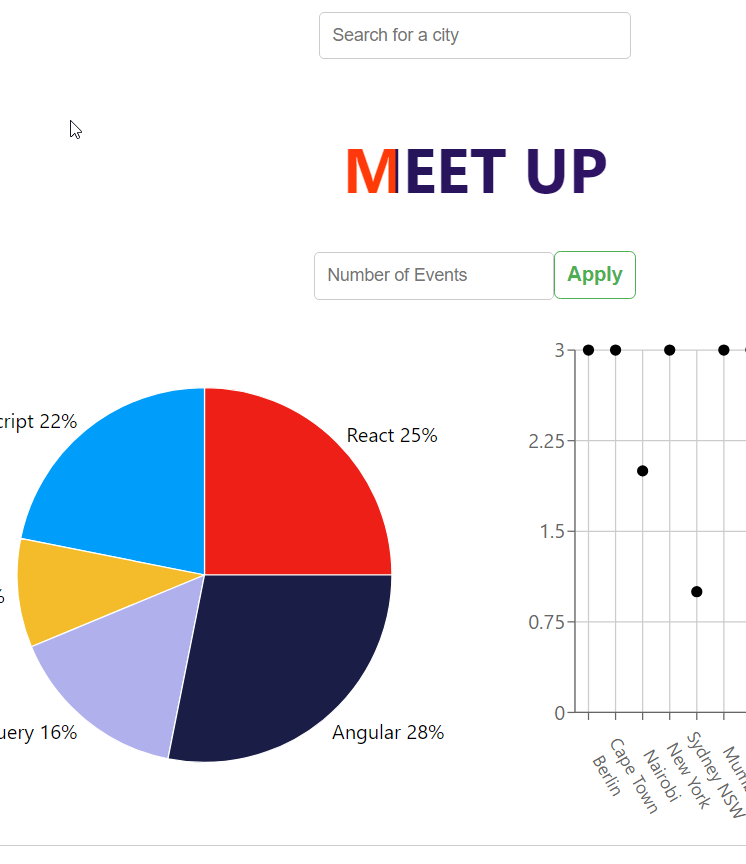 Search for a city
MEET UP
Number of Events
Apply
cript 22%
React 25%
%
uery 16%
Angular 28%
3
2.25
1.5
0.75
0
Berlin
Cape Town
Nairobi
New York
Sydney NSW
Mum